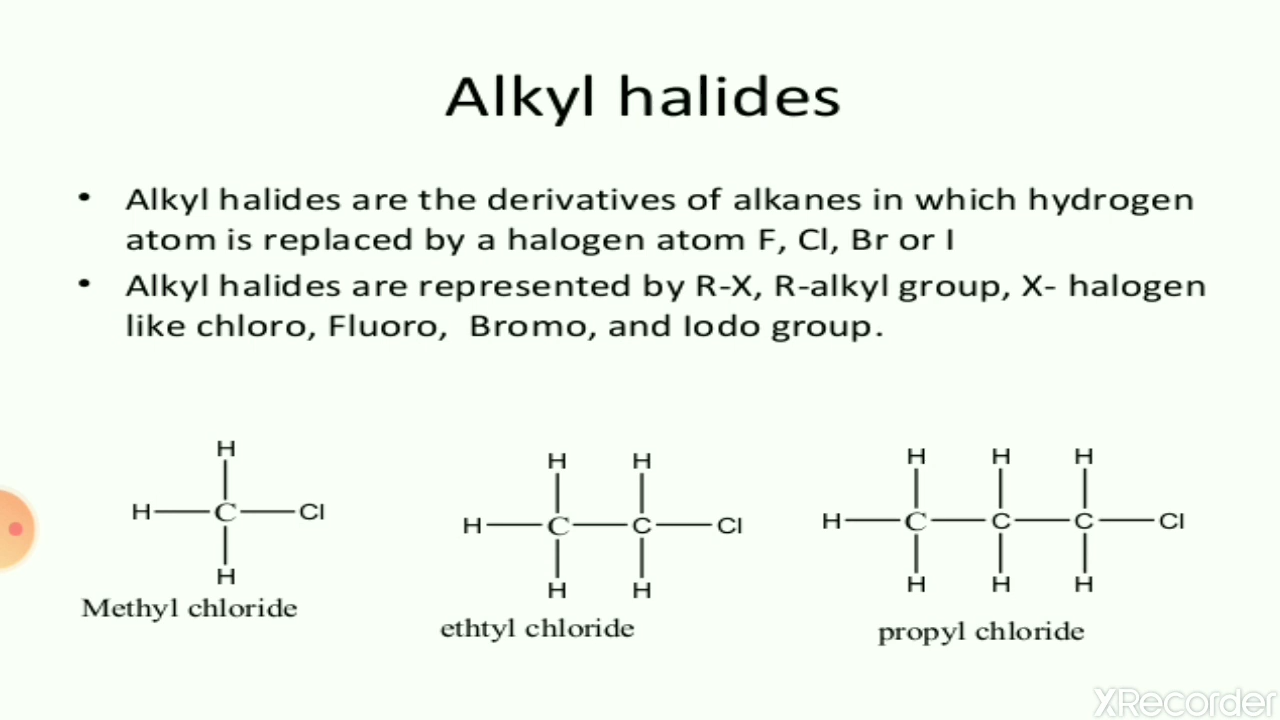 Alkyl halides
• Alkyl halides are the derivatives of alkanes in which hydrogen
atom is replaced by a halogen atom F, Cl, Br or I
• Alkyl halides are represented by R-X, R-alkyl group, X- halogen
like chloro, Fluoro, Bromo, and Iodo group.
H
H C Cl
H
Methyl chloride
H H
H C C Cl
H H
ethtyl chloride
H H H
H C C C Cl
H H H
propyl chloride
XRecorder